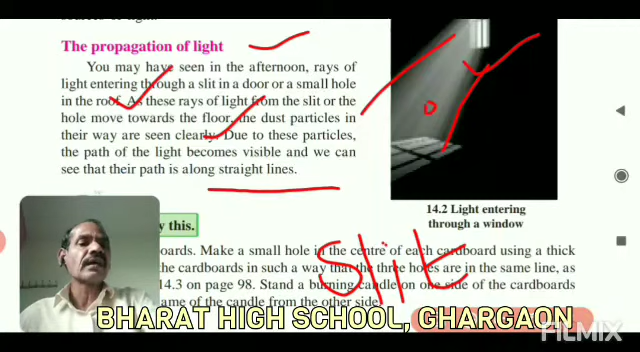 The propagation of light
You may have seen in the afternoon, rays of
light entering through a slit in a door or a small hole
in the roof. As these rays of light from the slit or the
hole move towards the floor, the dust particles in
their way are seen clearly. Due to these particles,
the path of the light becomes visible and we can
see that their path is along straight lines.
14.2 Light entering
through a window
y this.
boards. Make a small hole in the centre of each cardboard using a thick
the cardboards in such a way that the three holes are in the same line, as
14.3 on page 98. Stand a burning candle on one side of the cardboards
ame of the candle from the other side
Slit
BHARAT HIGH SCHOOL, GHARGAON
FILMIX